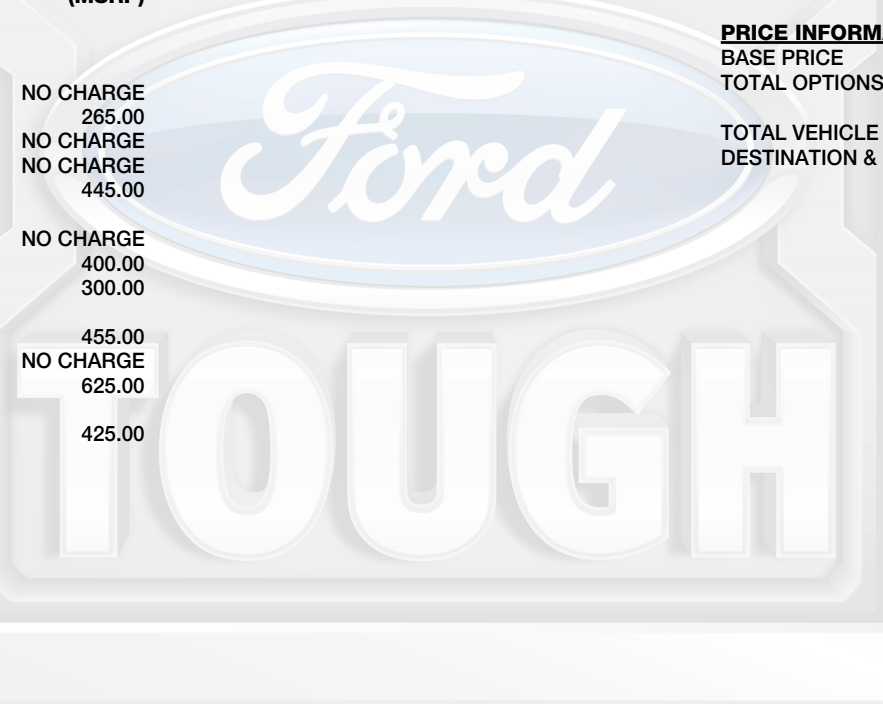 (MSRP)
NO CHARGE
265.00
NO CHARGE
NO CHARGE
445.00
NO CHARGE
400.00
300.00
455.00
NO CHARGE
625.00
425.00
PRICE INFORMA
BASE PRICE
TOTAL OPTIONS
TOTAL VEHICLE
DESTINATION &
Ford
TOUGH